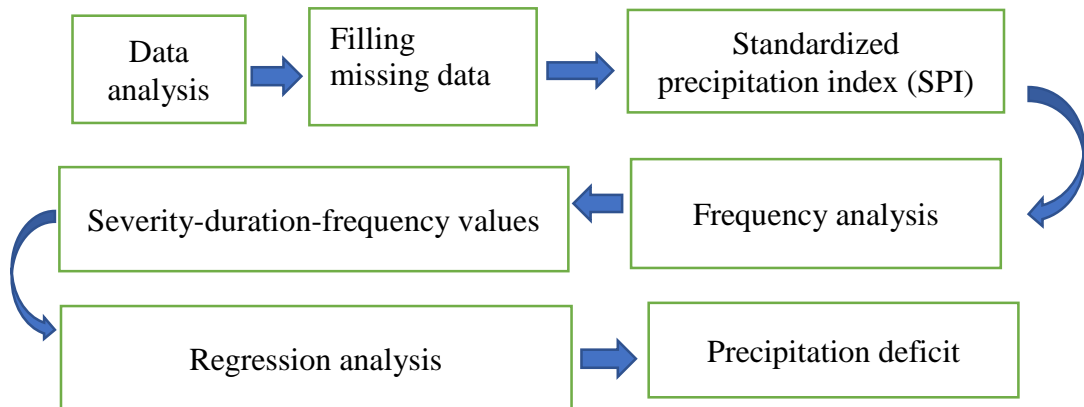 Data
analysis
Filling
missing data
Standardized
precipitation index (SPI)
Frequency analysis
Severity-duration-frequency values
Regression analysis
Precipitation deficit